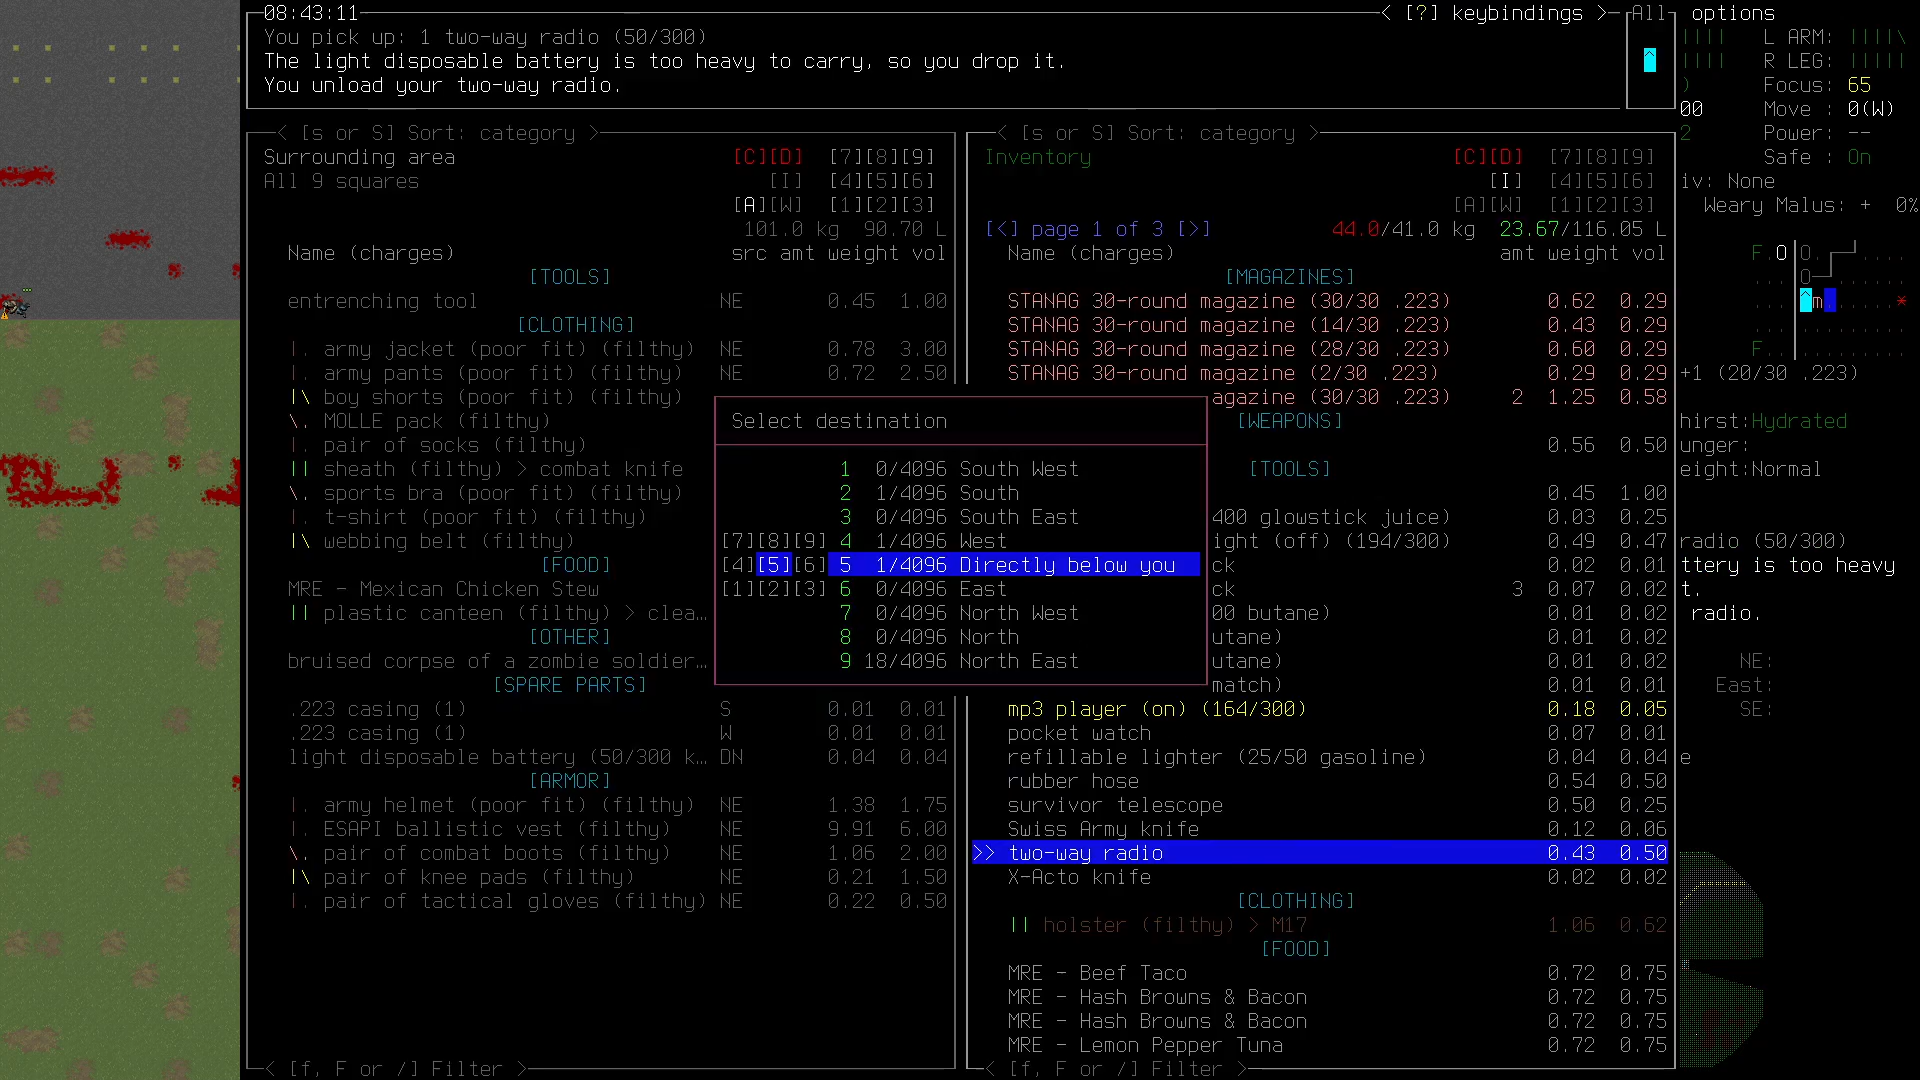 08:43:11 < [?] keybindings > All options
You pick up: 1 two-way radio (50/300)
The light disposable battery is too heavy to carry, so you drop it.
You unload your two-way radio.
^
|||| L ARM: ||||\
|||| R LEG: |||||
) Focus: 65
00 Move : 0(W)
2 Power: --
Safe : On
iv: None
Weary Malus: + 0%
< [s or S] Sort: category >
Surrounding area [C][D] [7][8][9]
All 9 squares [I] [4][5][6]
[A][W] [1][2][3]
101.0 kg 90.70 L
Name (charges) src amt weight vol
[TOOLS]
entrenching tool NE 0.45 1.00
[CLOTHING]
|. army jacket (poor fit) (filthy) NE 0.78 3.00
|. army pants (poor fit) (filthy) NE 0.72 2.50
|\ boy shorts (poor fit) (filthy)
\. MOLLE pack (filthy)
|. pair of socks (filthy)
|| sheath (filthy) > combat knife
\. sports bra (poor fit) (filthy)
|. t-shirt (poor fit) (filthy)
|\ webbing belt (filthy)
[FOOD]
MRE - Mexican Chicken Stew
|| plastic canteen (filthy) > clea…
[OTHER]
bruised corpse of a zombie soldier…
[SPARE PARTS]
.223 casing (1) S 0.01 0.01
.223 casing (1) W 0.01 0.01
light disposable battery (50/300 k… DN 0.04 0.04
[ARMOR]
|. army helmet (poor fit) (filthy) NE 1.38 1.75
|. ESAPI ballistic vest (filthy) NE 9.91 6.00
\. pair of combat boots (filthy) NE 1.06 2.00
|\ pair of knee pads (filthy) NE 0.21 1.50
|. pair of tactical gloves (filthy) NE 0.22 0.50
< [f, F or /] Filter >
Select destination
1 0/4096 South West
2 1/4096 South
3 0/4096 South East
[7][8][9] 4 1/4096 West
[4][5][6] 5 1/4096 Directly below you
[1][2][3] 6 0/4096 East
7 0/4096 North West
8 0/4096 North
9 18/4096 North East
< [s or S] Sort: category >
Inventory [C][D] [7][8][9]
[I] [4][5][6]
[A][W] [1][2][3]
[<] page 1 of 3 [>] 44.0/41.0 kg 23.67/116.05 L
Name (charges) amt weight vol
[MAGAZINES]
STANAG 30-round magazine (30/30 .223) 0.62 0.29
STANAG 30-round magazine (14/30 .223) 0.43 0.29
STANAG 30-round magazine (28/30 .223) 0.60 0.29
STANAG 30-round magazine (2/30 .223) 0.29 0.29
agazine (30/30 .223) 2 1.25 0.58
[WEAPONS]
0.56 0.50
[TOOLS]
0.45 1.00
400 glowstick juice) 0.03 0.25
ight (off) (194/300) 0.49 0.47
ck 0.02 0.01
ck 3 0.07 0.02
00 butane) 0.01 0.02
utane) 0.01 0.02
utane) 0.01 0.02
match) 0.01 0.01
mp3 player (on) (164/300) 0.18 0.05
pocket watch 0.07 0.01
refillable lighter (25/50 gasoline) 0.04 0.04
rubber hose 0.54 0.50
survivor telescope 0.50 0.25
Swiss Army knife 0.12 0.06
>> two-way radio 0.43 0.50
X-Acto knife 0.02 0.02
[CLOTHING]
|| holster (filthy) > M17 1.06 0.62
[FOOD]
MRE - Beef Taco 0.72 0.75
MRE - Hash Browns & Bacon 0.72 0.75
MRE - Hash Browns & Bacon 0.72 0.75
MRE - Lemon Pepper Tuna 0.72 0.75
< [f, F or /] Filter >
F.O|O
O
^m *
F..
+1 (20/30 .223)
hirst:Hydrated
unger:
eight:Normal
radio (50/300)
ttery is too heavy
t.
radio.
NE:
East:
SE:
e